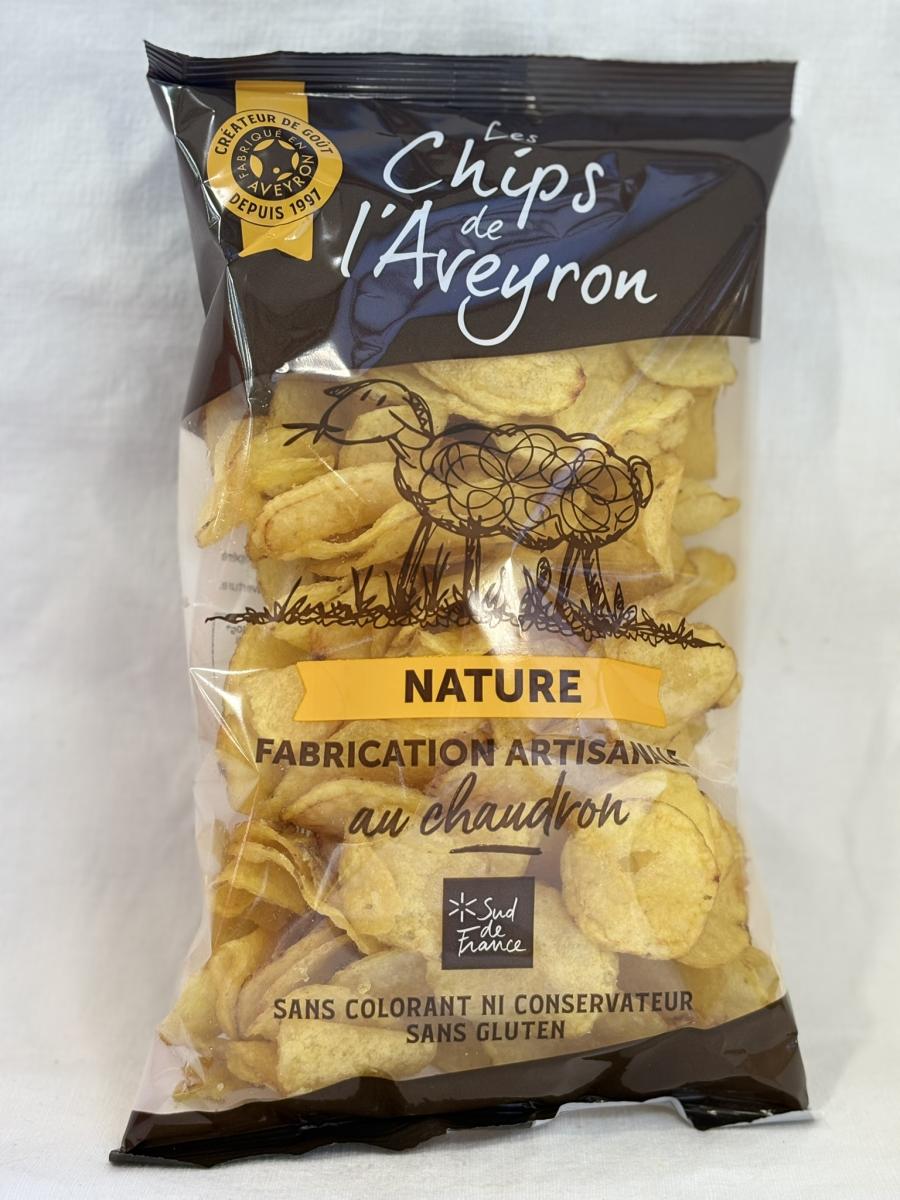 CRÉATEUR DE GOÛT
FABRIQUÉ EN
AVEYRON
DEPUIS 1997
Les
Chips
de
l'Aveyron
NATURE
FABRICATION ARTISANALE
au chaudron
Sud
de
France
SANS COLORANT NI CONSERVATEUR
SANS GLUTEN